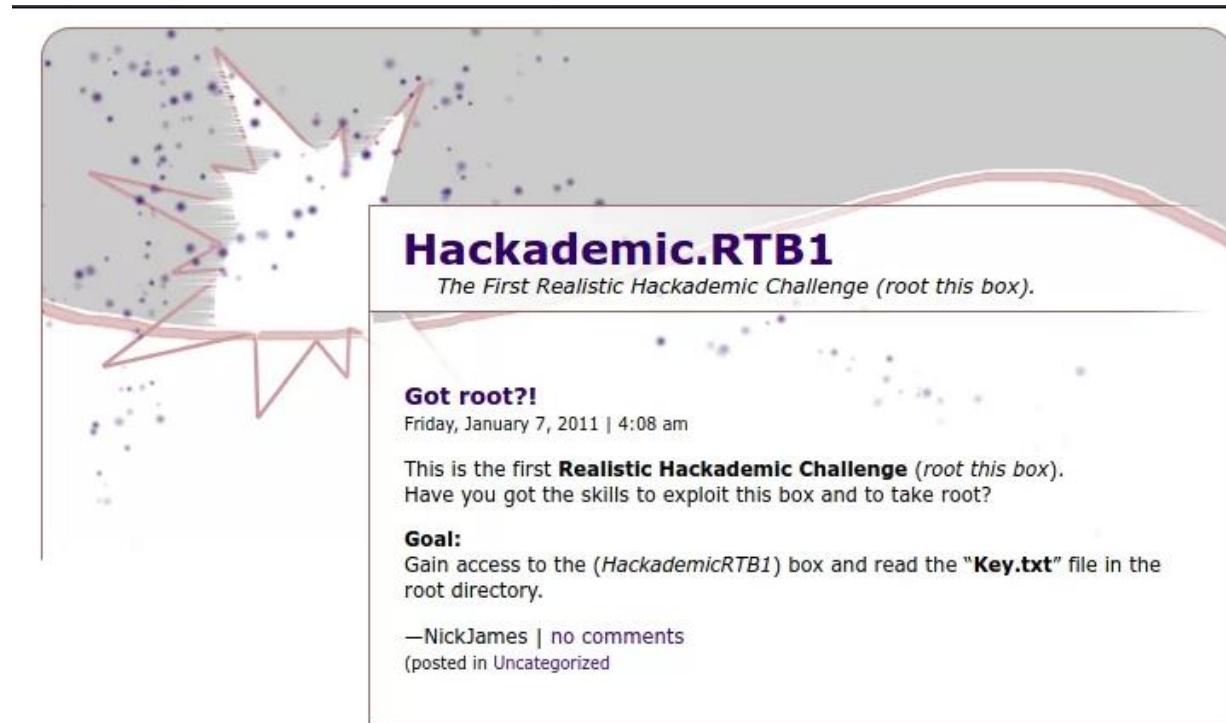 Hackademic.RTB1
The First Realistic Hackademic Challenge (root this box).
Got root?!
Friday, January 7, 2011 | 4:08 am
This is the first Realistic Hackademic Challenge (root this box).
Have you got the skills to exploit this box and to take root?
Goal:
Gain access to the (HackademicRTB1) box and read the “Key.txt” file in the
root directory.
—NickJames | no comments
(posted in Uncategorized